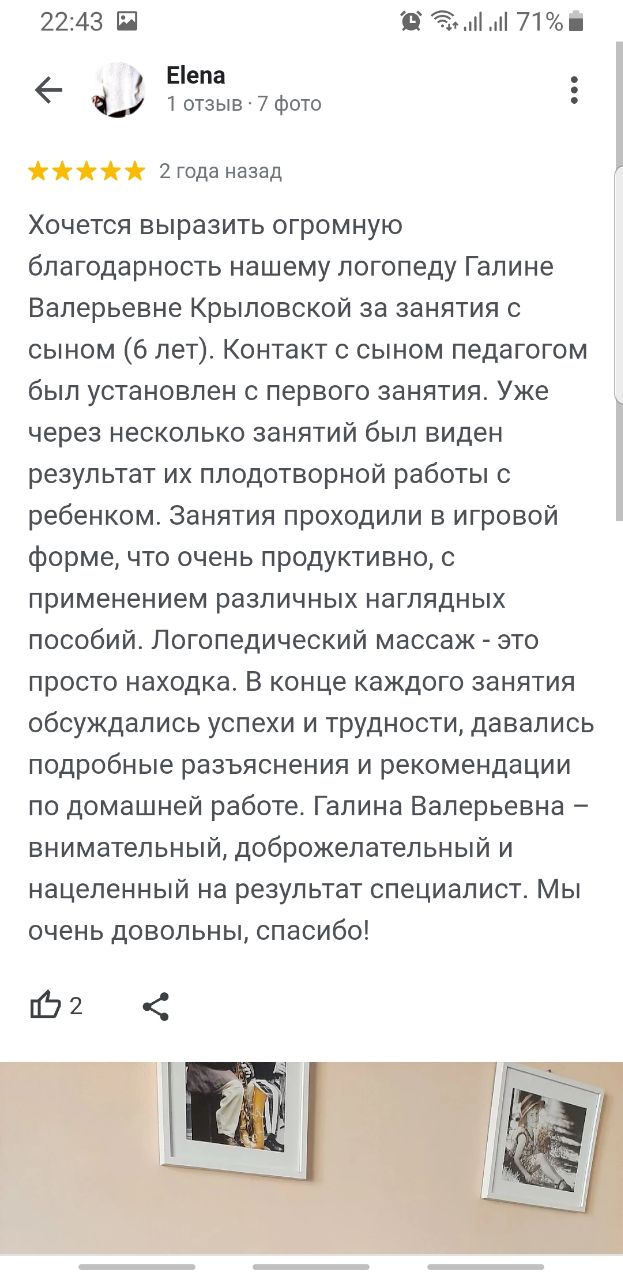 22:43 71%
Elena
1 отзыв · 7 фото
2 года назад
Хочется выразить огромную
благодарность нашему логопеду Галине
Валерьевне Крыловской за занятия с
сыном (6 лет). Контакт с сыном педагогом
был установлен с первого занятия. Уже
через несколько занятий был виден
результат их плодотворной работы с
ребенком. Занятия проходили в игровой
форме, что очень продуктивно, с
применением различных наглядных
пособий. Логопедический массаж - это
просто находка. В конце каждого занятия
обсуждались успехи и трудности, давались
подробные разъяснения и рекомендации
по домашней работе. Галина Валерьевна –
внимательный, доброжелательный и
нацеленный на результат специалист. Мы
очень довольны, спасибо!
2